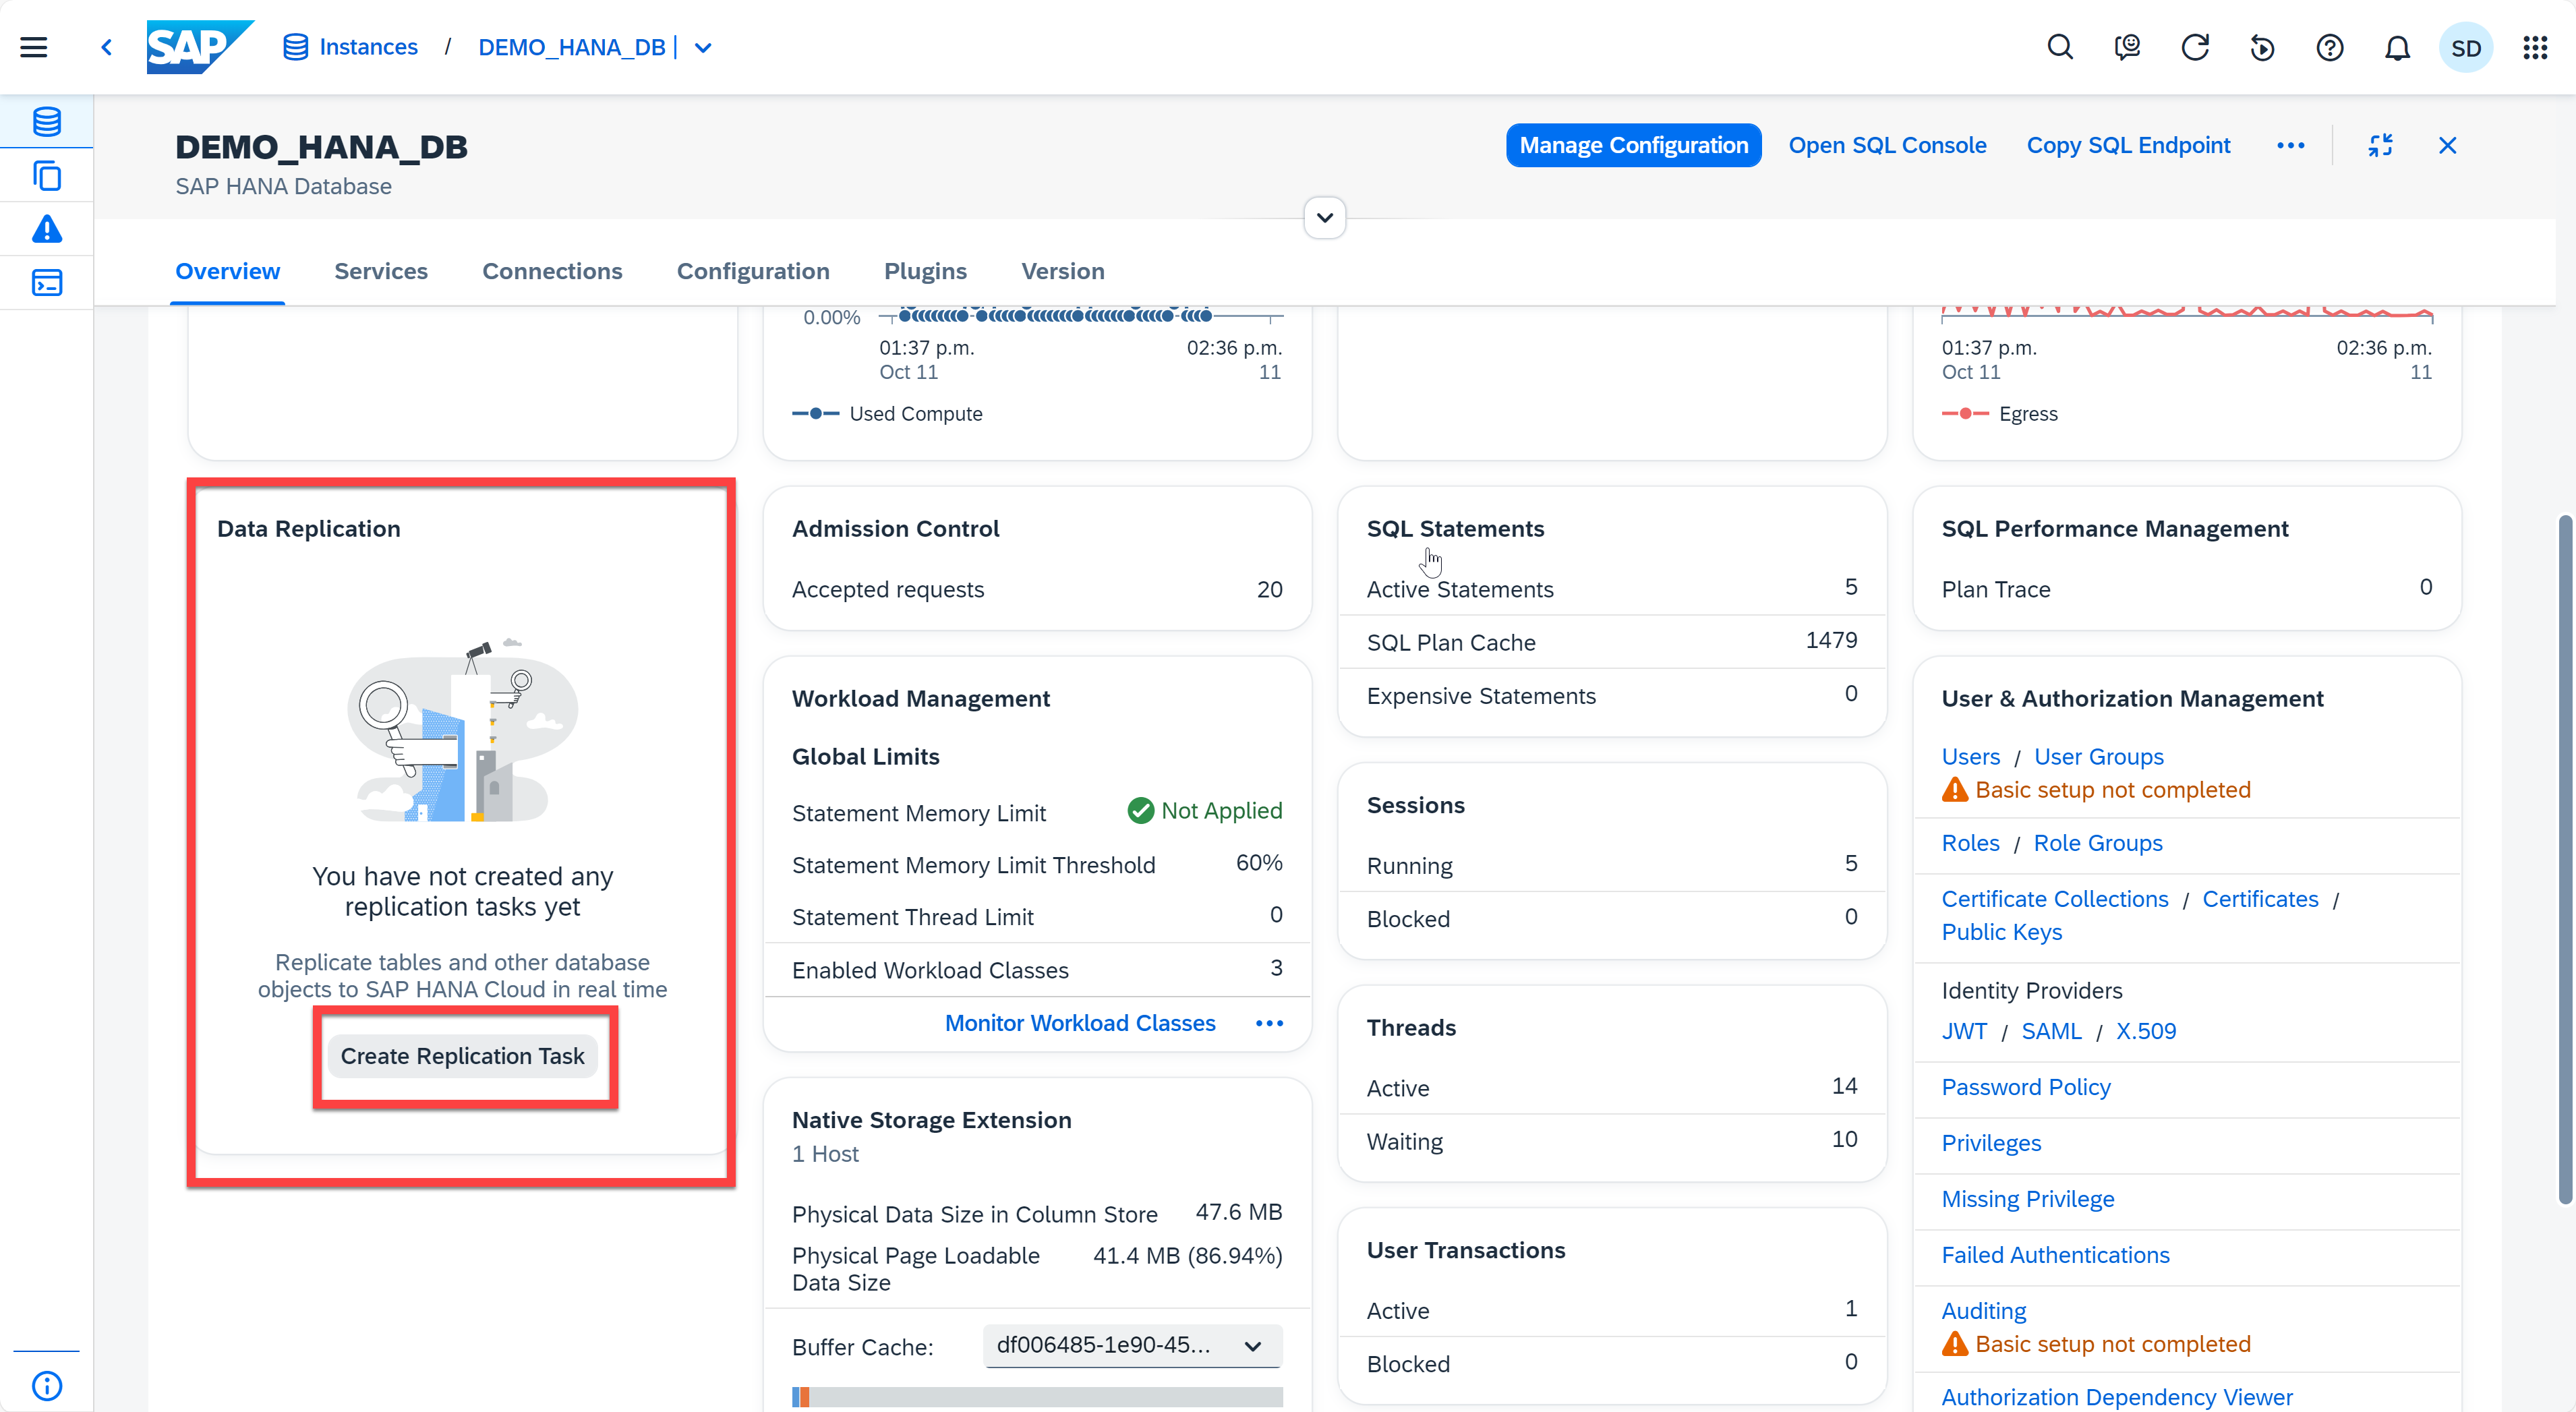 SAP Instances / DEMO_HANA_DB
SD
DEMO_HANA_DB
SAP HANA Database
Manage Configuration Open SQL Console Copy SQL Endpoint
Overview Services Connections Configuration Plugins Version
0.00%
01:37 p.m. 02:36 p.m.
Oct 11 11
Used Compute
01:37 p.m. 02:36 p.m.
Oct 11 11
Egress
Data Replication
You have not created any
replication tasks yet
Replicate tables and other database
objects to SAP HANA Cloud in real time
Create Replication Task
Admission Control
Accepted requests 20
Workload Management
Global Limits
Statement Memory Limit Not Applied
Statement Memory Limit Threshold 60%
Statement Thread Limit 0
Enabled Workload Classes 3
Monitor Workload Classes
Native Storage Extension
1 Host
Physical Data Size in Column Store 47.6 MB
Physical Page Loadable 41.4 MB (86.94%)
Data Size
Buffer Cache: df006485-1e90-45...
SQL Statements
Active Statements 5
SQL Plan Cache 1479
Expensive Statements 0
Sessions
Running 5
Blocked 0
Threads
Active 14
Waiting 10
User Transactions
Active 1
Blocked 0
SQL Performance Management
Plan Trace 0
User & Authorization Management
Users / User Groups
Basic setup not completed
Roles / Role Groups
Certificate Collections / Certificates /
Public Keys
Identity Providers
JWT / SAML / X.509
Password Policy
Privileges
Missing Privilege
Failed Authentications
Auditing
Basic setup not completed
Authorization Dependency Viewer